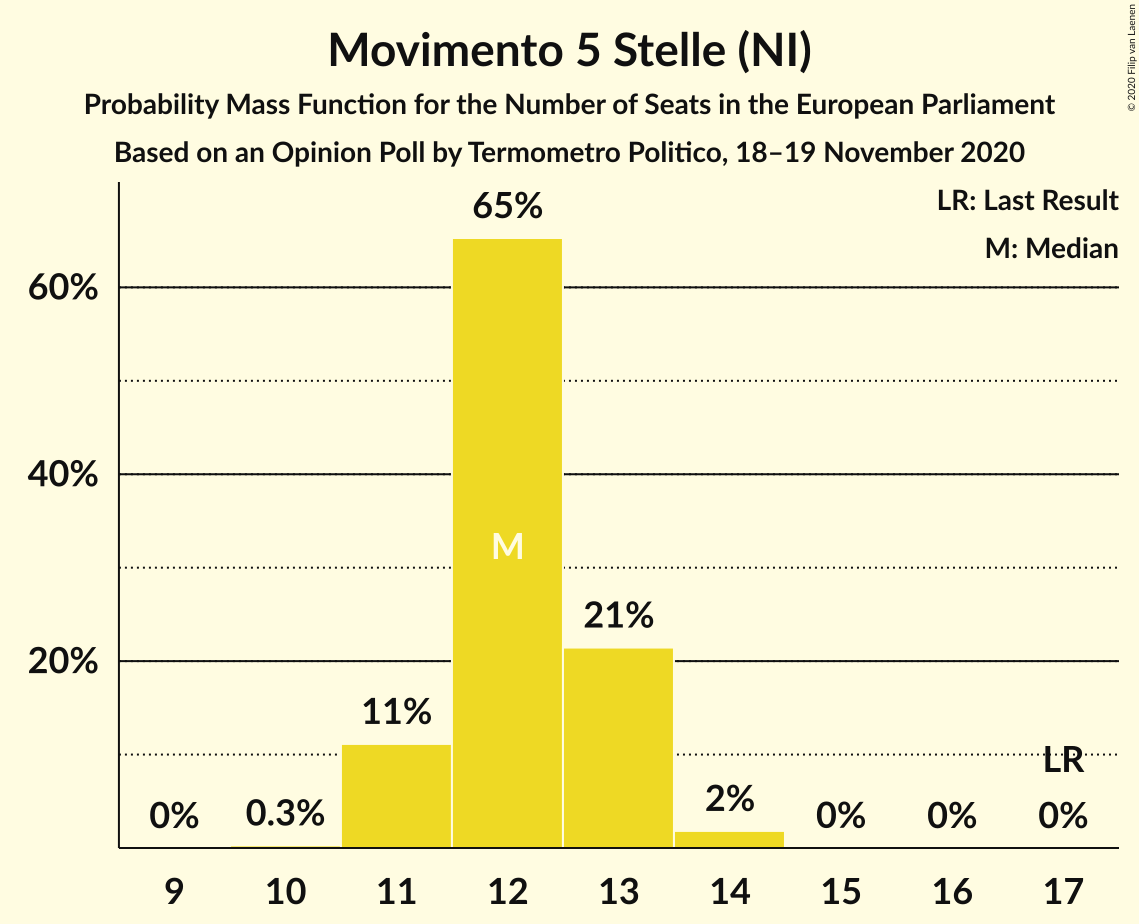 Movimento 5 Stelle (NI)
Probability Mass Function for the Number of Seats in the European Parliament
Based on an Opinion Poll by Termometro Politico, 18–19 November 2020
© 2020 Filip van Laenen
LR: Last Result
M: Median
60%
40%
20%
0%
0.3%
11%
65%
M
21%
2%
0%
0%
LR
0%
9
10
11
12
13
14
15
16
17